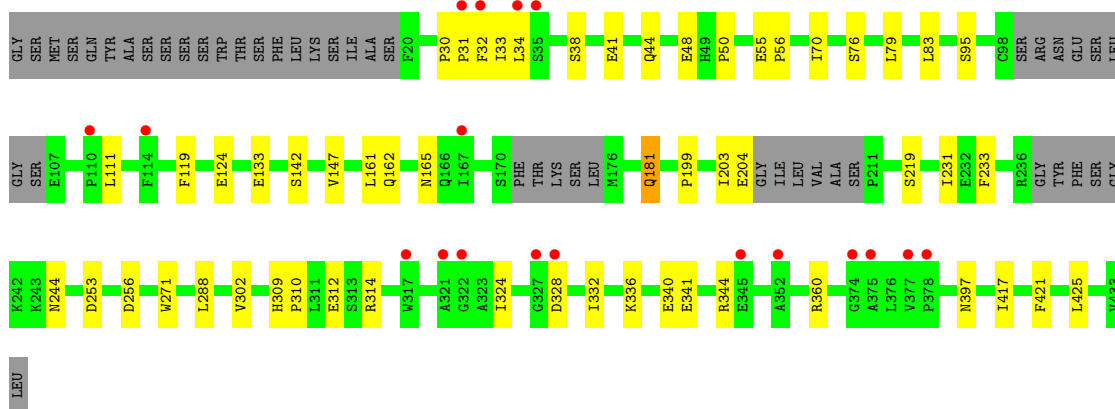 GLY SER MET SER GLN TYR ALA SER SER SER TRP THR SER PHE LEU LYS SER ILE ALA SER F20 P30 P31 F32 I33 L34 S35 S38 E41 Q44 E48 H49 P50 E55 P56 I70 S76 L79 L83 S95 C98 SER ARG ASN GLU SER LEU
GLY SER E107 P110 L111 F114 F119 E124 E133 S142 V147 L161 Q162 N165 Q166 I167 S170 PHE THR LYS SER LEU M176 Q181 P199 I203 E204 GLY ILE LEU VAL ALA SER P211 S219 I231 E232 F233 R236 GLY TYR PHE SER GLY
K242 K243 N244 D253 D256 W271 L288 V302 H309 P310 L311 E312 S313 R314 W317 A321 G322 A323 I324 G327 D328 I332 K336 E340 E341 R344 E345 A352 R360 G374 A375 L376 V377 P378 N397 I417 F421 L425 V433
LEU